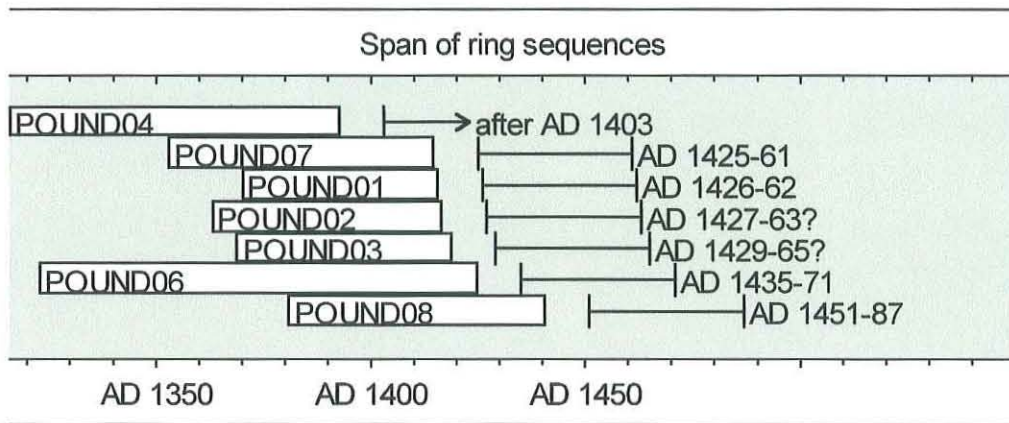 Span of ring sequences
POUND04 after AD 1403
POUND07 AD 1425-61
POUND01 AD 1426-62
POUND02 AD 1427-63?
POUND03 AD 1429-65?
POUND06 AD 1435-71
POUND08 AD 1451-87
AD 1350 AD 1400 AD 1450